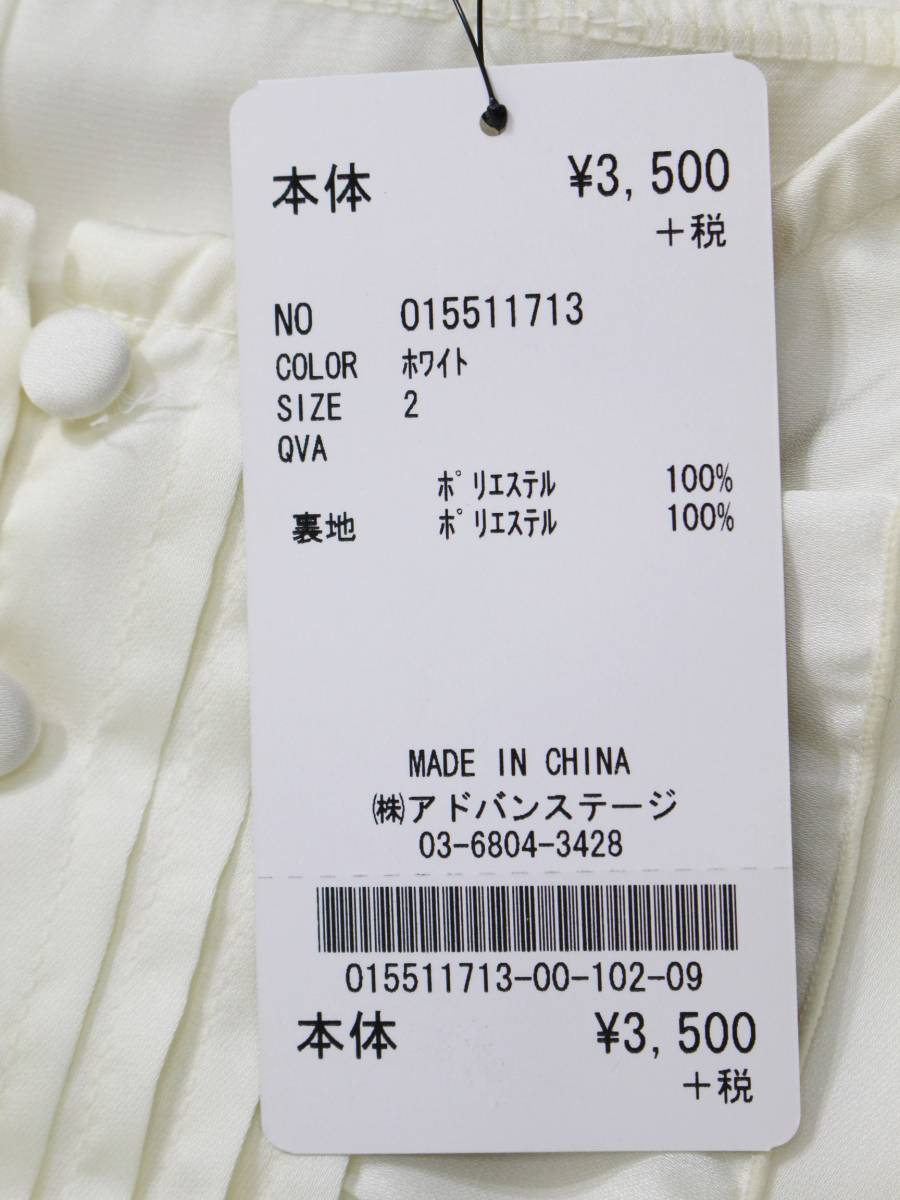 本体 ¥3,500
+税
NO 015511713
COLOR ﾎﾜｲﾄ
SIZE 2
QVA
ﾎﾟﾘｴｽﾃﾙ 100%
裏地 ﾎﾟﾘｴｽﾃﾙ 100%
MADE IN CHINA
㈱アドバンステージ
03-6804-3428
015511713-00-102-09
本体 ¥3,500
+税